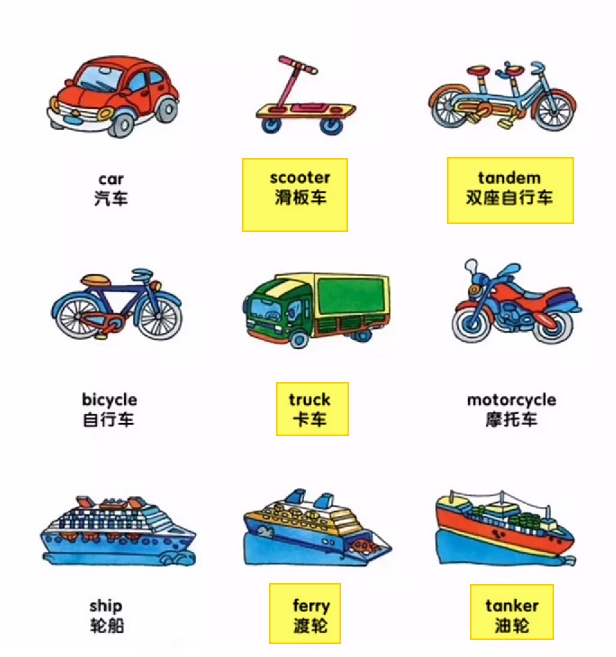 car
汽车
scooter
滑板车
tandem
双座自行车
bicycle
自行车
truck
卡车
motorcycle
摩托车
ship
轮船
ferry
渡轮
tanker
油轮